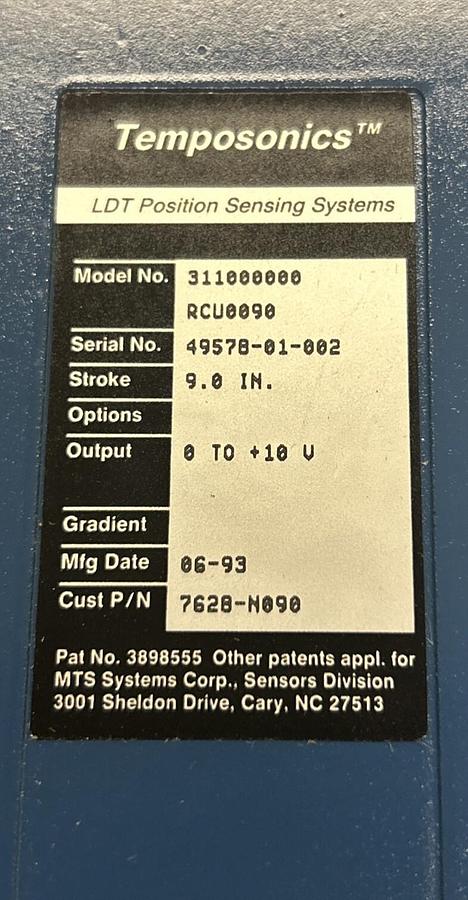 Temposonics™
LDT Position Sensing Systems
Model No. 311000000
RCU0090
Serial No. 49578-01-002
Stroke 9.0 IN.
Options
Output 0 TO +10 V
Gradient
Mfg Date 06-93
Cust P/N 7628-N090
Pat No. 3898555 Other patents appl. for
MTS Systems Corp., Sensors Division
3001 Sheldon Drive, Cary, NC 27513